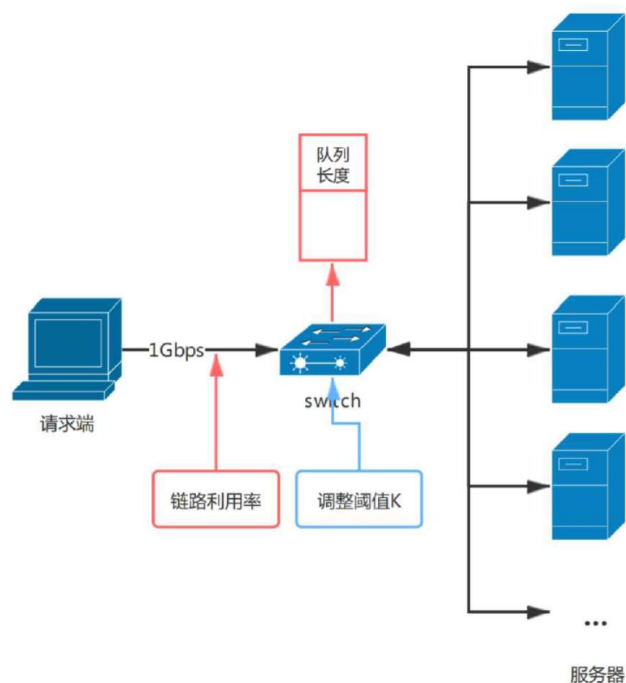 队列
长度
1Gbps
switch
请求端
链路利用率
调整阈值K
...
服务器